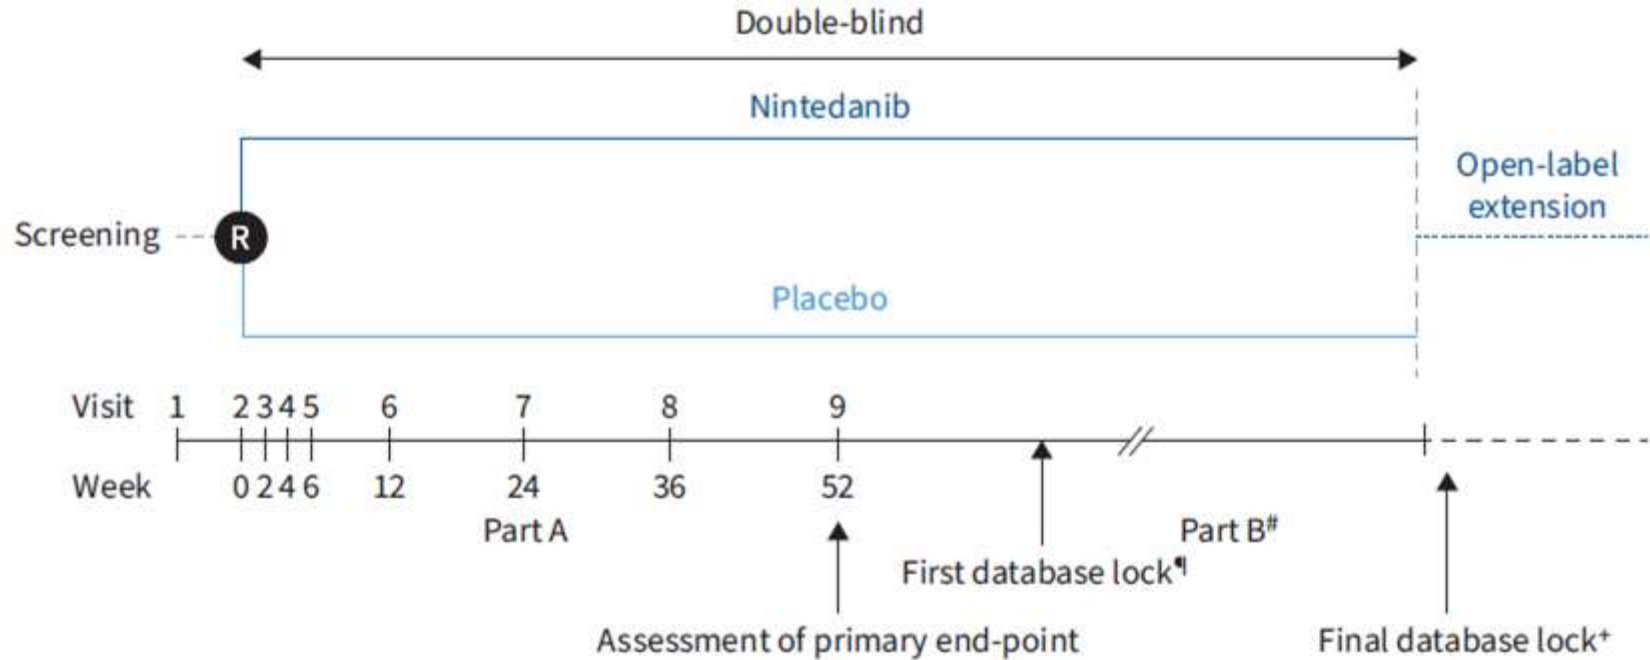 Double-blind
Nintedanib
Open-label
extension
Screening
R
Placebo
Visit 1 2 3 4 5 6 7 8 9
Week 0 2 4 6 12 24 36 52
Part A
Part B#
First database lock¶
Assessment of primary end-point
Final database lock+